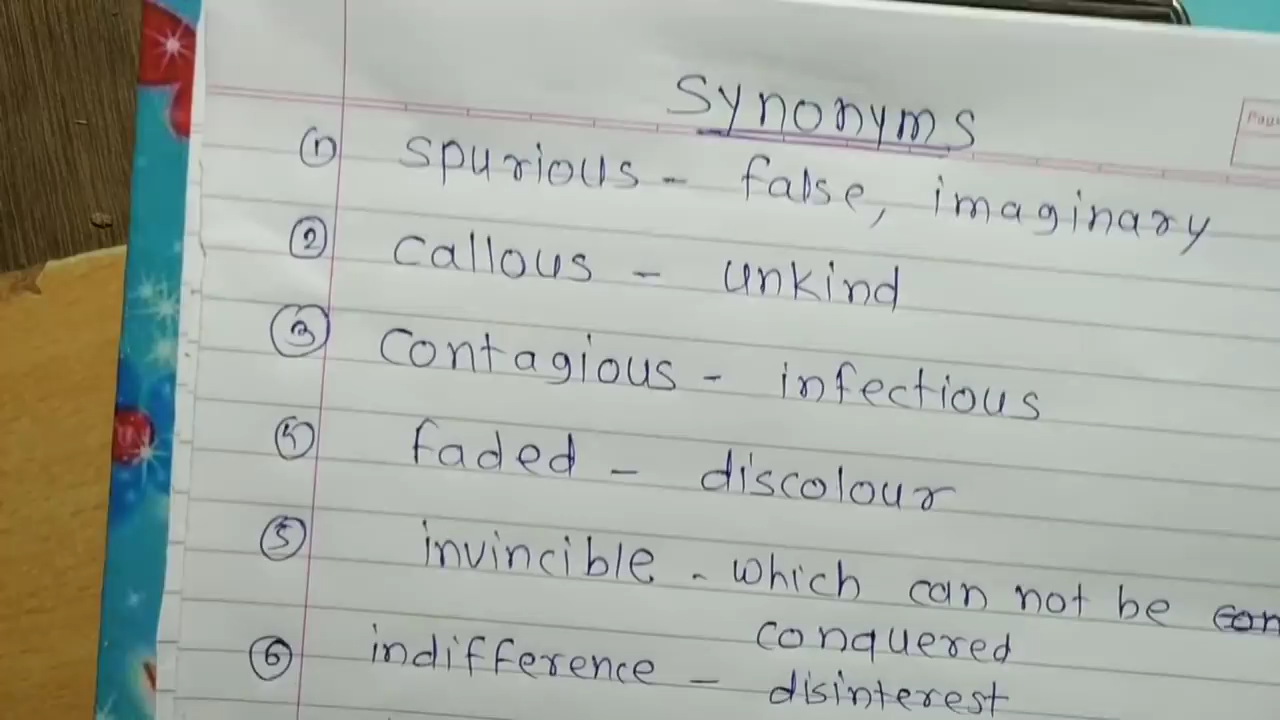 Synonyms
① spurious - false, imaginary
② callous - unkind
③ contagious - infectious
④ faded - discolour
⑤ invincible - which can not be
conquered
⑥ indifference - disinterest